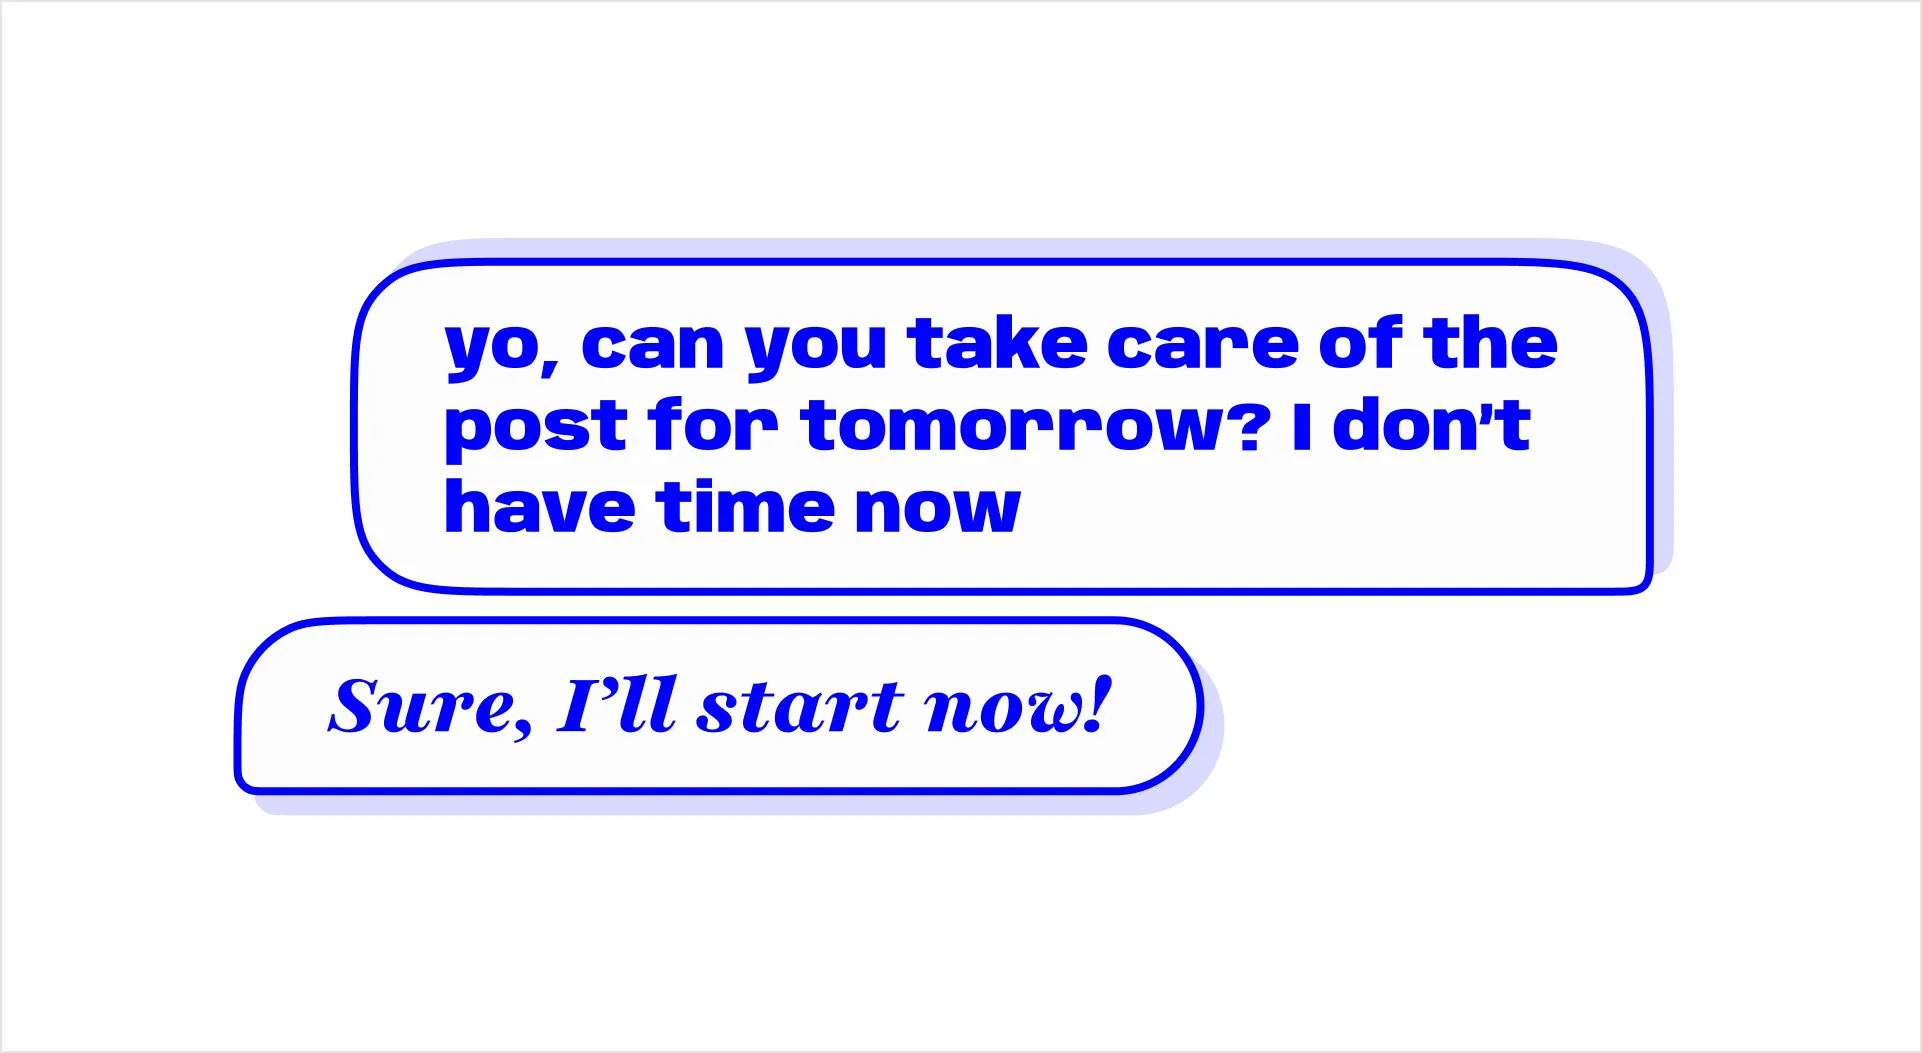 yo, can you take care of the
post for tomorrow? I don’t
have time now
Sure, I’ll start now!